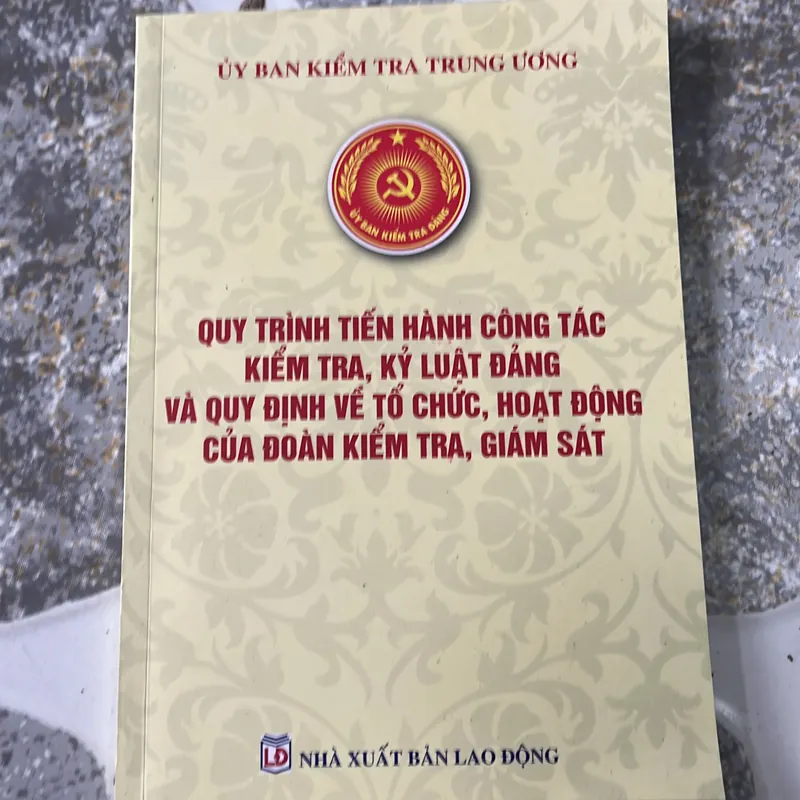 ỦY BAN KIỂM TRA TRUNG ƯƠNG
ỦY BAN KIỂM TRA ĐẢNG
QUY TRÌNH TIẾN HÀNH CÔNG TÁC
KIỂM TRA, KỶ LUẬT ĐẢNG
VÀ QUY ĐỊNH VỀ TỔ CHỨC, HOẠT ĐỘNG
CỦA ĐOÀN KIỂM TRA, GIÁM SÁT
LĐ NHÀ XUẤT BẢN LAO ĐỘNG